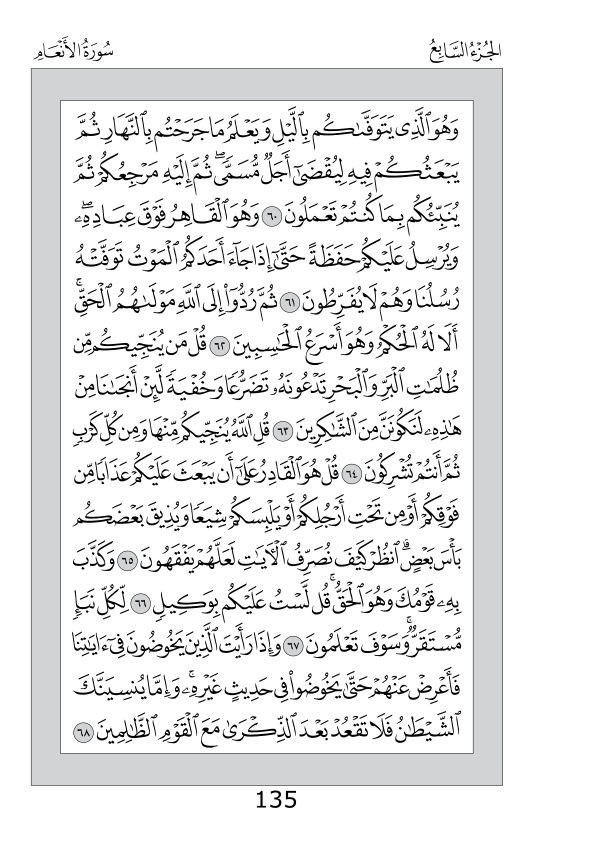 الجُزْءُ السَّابِعُ
سُورَةُ الأَنْعَامِ
وَهُوَ ٱلَّذِى يَتَوَفَّىٰكُم بِٱلَّيْلِ وَيَعْلَمُ مَا جَرَحْتُم بِٱلنَّهَارِ ثُمَّ
يَبْعَثُكُمْ فِيهِ لِيُقْضَىٰٓ أَجَلٌ مُّسَمًّى ۖ ثُمَّ إِلَيْهِ مَرْجِعُكُمْ ثُمَّ
يُنَبِّئُكُم بِمَا كُنتُمْ تَعْمَلُونَ ٦٠ وَهُوَ ٱلْقَاهِرُ فَوْقَ عِبَادِهِۦ ۖ
وَيُرْسِلُ عَلَيْكُمْ حَفَظَةً حَتَّىٰٓ إِذَا جَآءَ أَحَدَكُمُ ٱلْمَوْتُ تَوَفَّتْهُ
رُسُلُنَا وَهُمْ لَا يُفَرِّطُونَ ٦١ ثُمَّ رُدُّوٓا۟ إِلَى ٱللَّهِ مَوْلَىٰهُمُ ٱلْحَقِّ ۚ
أَلَا لَهُ ٱلْحُكْمُ وَهُوَ أَسْرَعُ ٱلْحَـٰسِبِينَ ٦٢ قُلْ مَن يُنَجِّيكُم مِّن
ظُلُمَـٰتِ ٱلْبَرِّ وَٱلْبَحْرِ تَدْعُونَهُۥ تَضَرُّعًا وَخُفْيَةً لَّئِنْ أَنجَىٰنَا مِنْ
هَـٰذِهِۦ لَنَكُونَنَّ مِنَ ٱلشَّـٰكِرِينَ ٦٣ قُلِ ٱللَّهُ يُنَجِّيكُم مِّنْهَا وَمِن كُلِّ كَرْبٍ
ثُمَّ أَنتُمْ تُشْرِكُونَ ٦٤ قُلْ هُوَ ٱلْقَادِرُ عَلَىٰٓ أَن يَبْعَثَ عَلَيْكُمْ عَذَابًا مِّن
فَوْقِكُمْ أَوْ مِن تَحْتِ أَرْجُلِكُمْ أَوْ يَلْبِسَكُمْ شِيَعًا وَيُذِيقَ بَعْضَكُم
بَأْسَ بَعْضٍ ۗ ٱنظُرْ كَيْفَ نُصَرِّفُ ٱلْـَٔايَـٰتِ لَعَلَّهُمْ يَفْقَهُونَ ٦٥ وَكَذَّبَ
بِهِۦ قَوْمُكَ وَهُوَ ٱلْحَقُّ ۚ قُل لَّسْتُ عَلَيْكُم بِوَكِيلٍ ٦٦ لِّكُلِّ نَبَإٍ
مُّسْتَقَرٌّ ۚ وَسَوْفَ تَعْلَمُونَ ٦٧ وَإِذَا رَأَيْتَ ٱلَّذِينَ يَخُوضُونَ فِىٓ ءَايَـٰتِنَا
فَأَعْرِضْ عَنْهُمْ حَتَّىٰ يَخُوضُوا۟ فِى حَدِيثٍ غَيْرِهِۦ ۚ وَإِمَّا يُنسِيَنَّكَ
ٱلشَّيْطَـٰنُ فَلَا تَقْعُدْ بَعْدَ ٱلذِّكْرَىٰ مَعَ ٱلْقَوْمِ ٱلظَّـٰلِمِينَ ٦٨
135